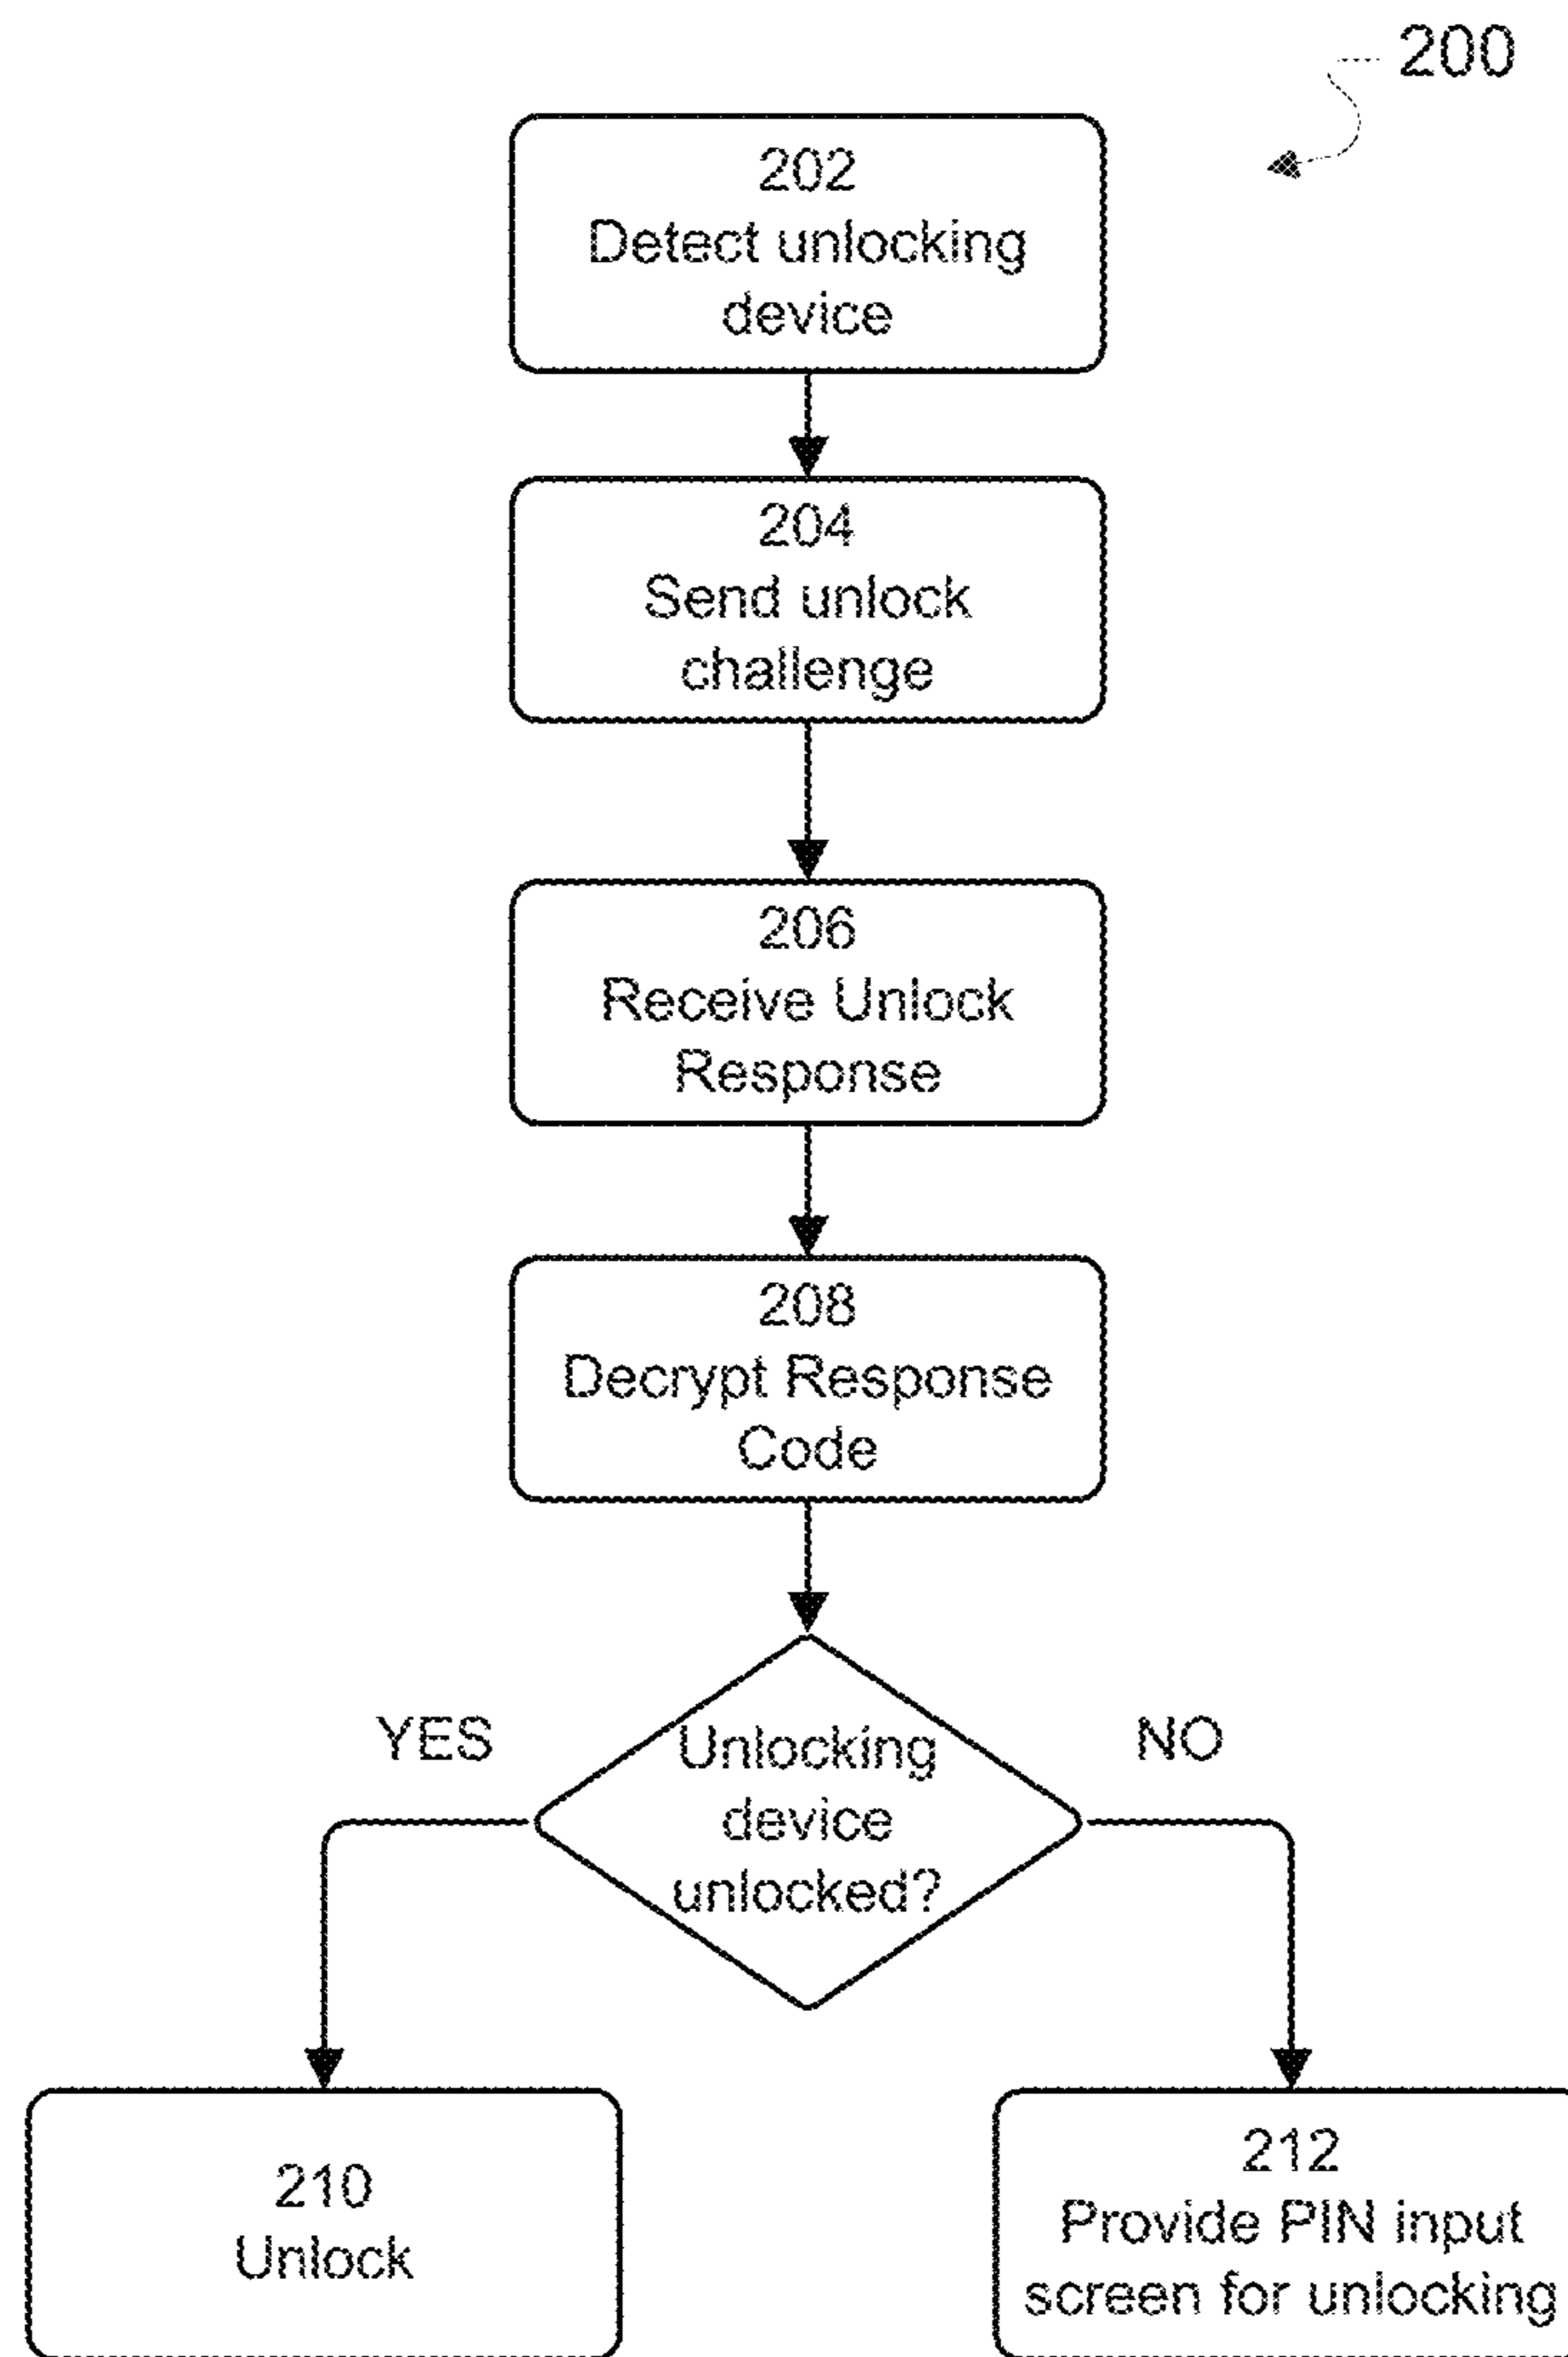 200
202
Detect unlocking
device
204
Send unlock
challenge
206
Receive Unlock
Response
208
Decrypt Response
Code
YES
NO
Unlocking
device
unlocked?
210
Unlock
212
Provide PIN input
screen for unlocking